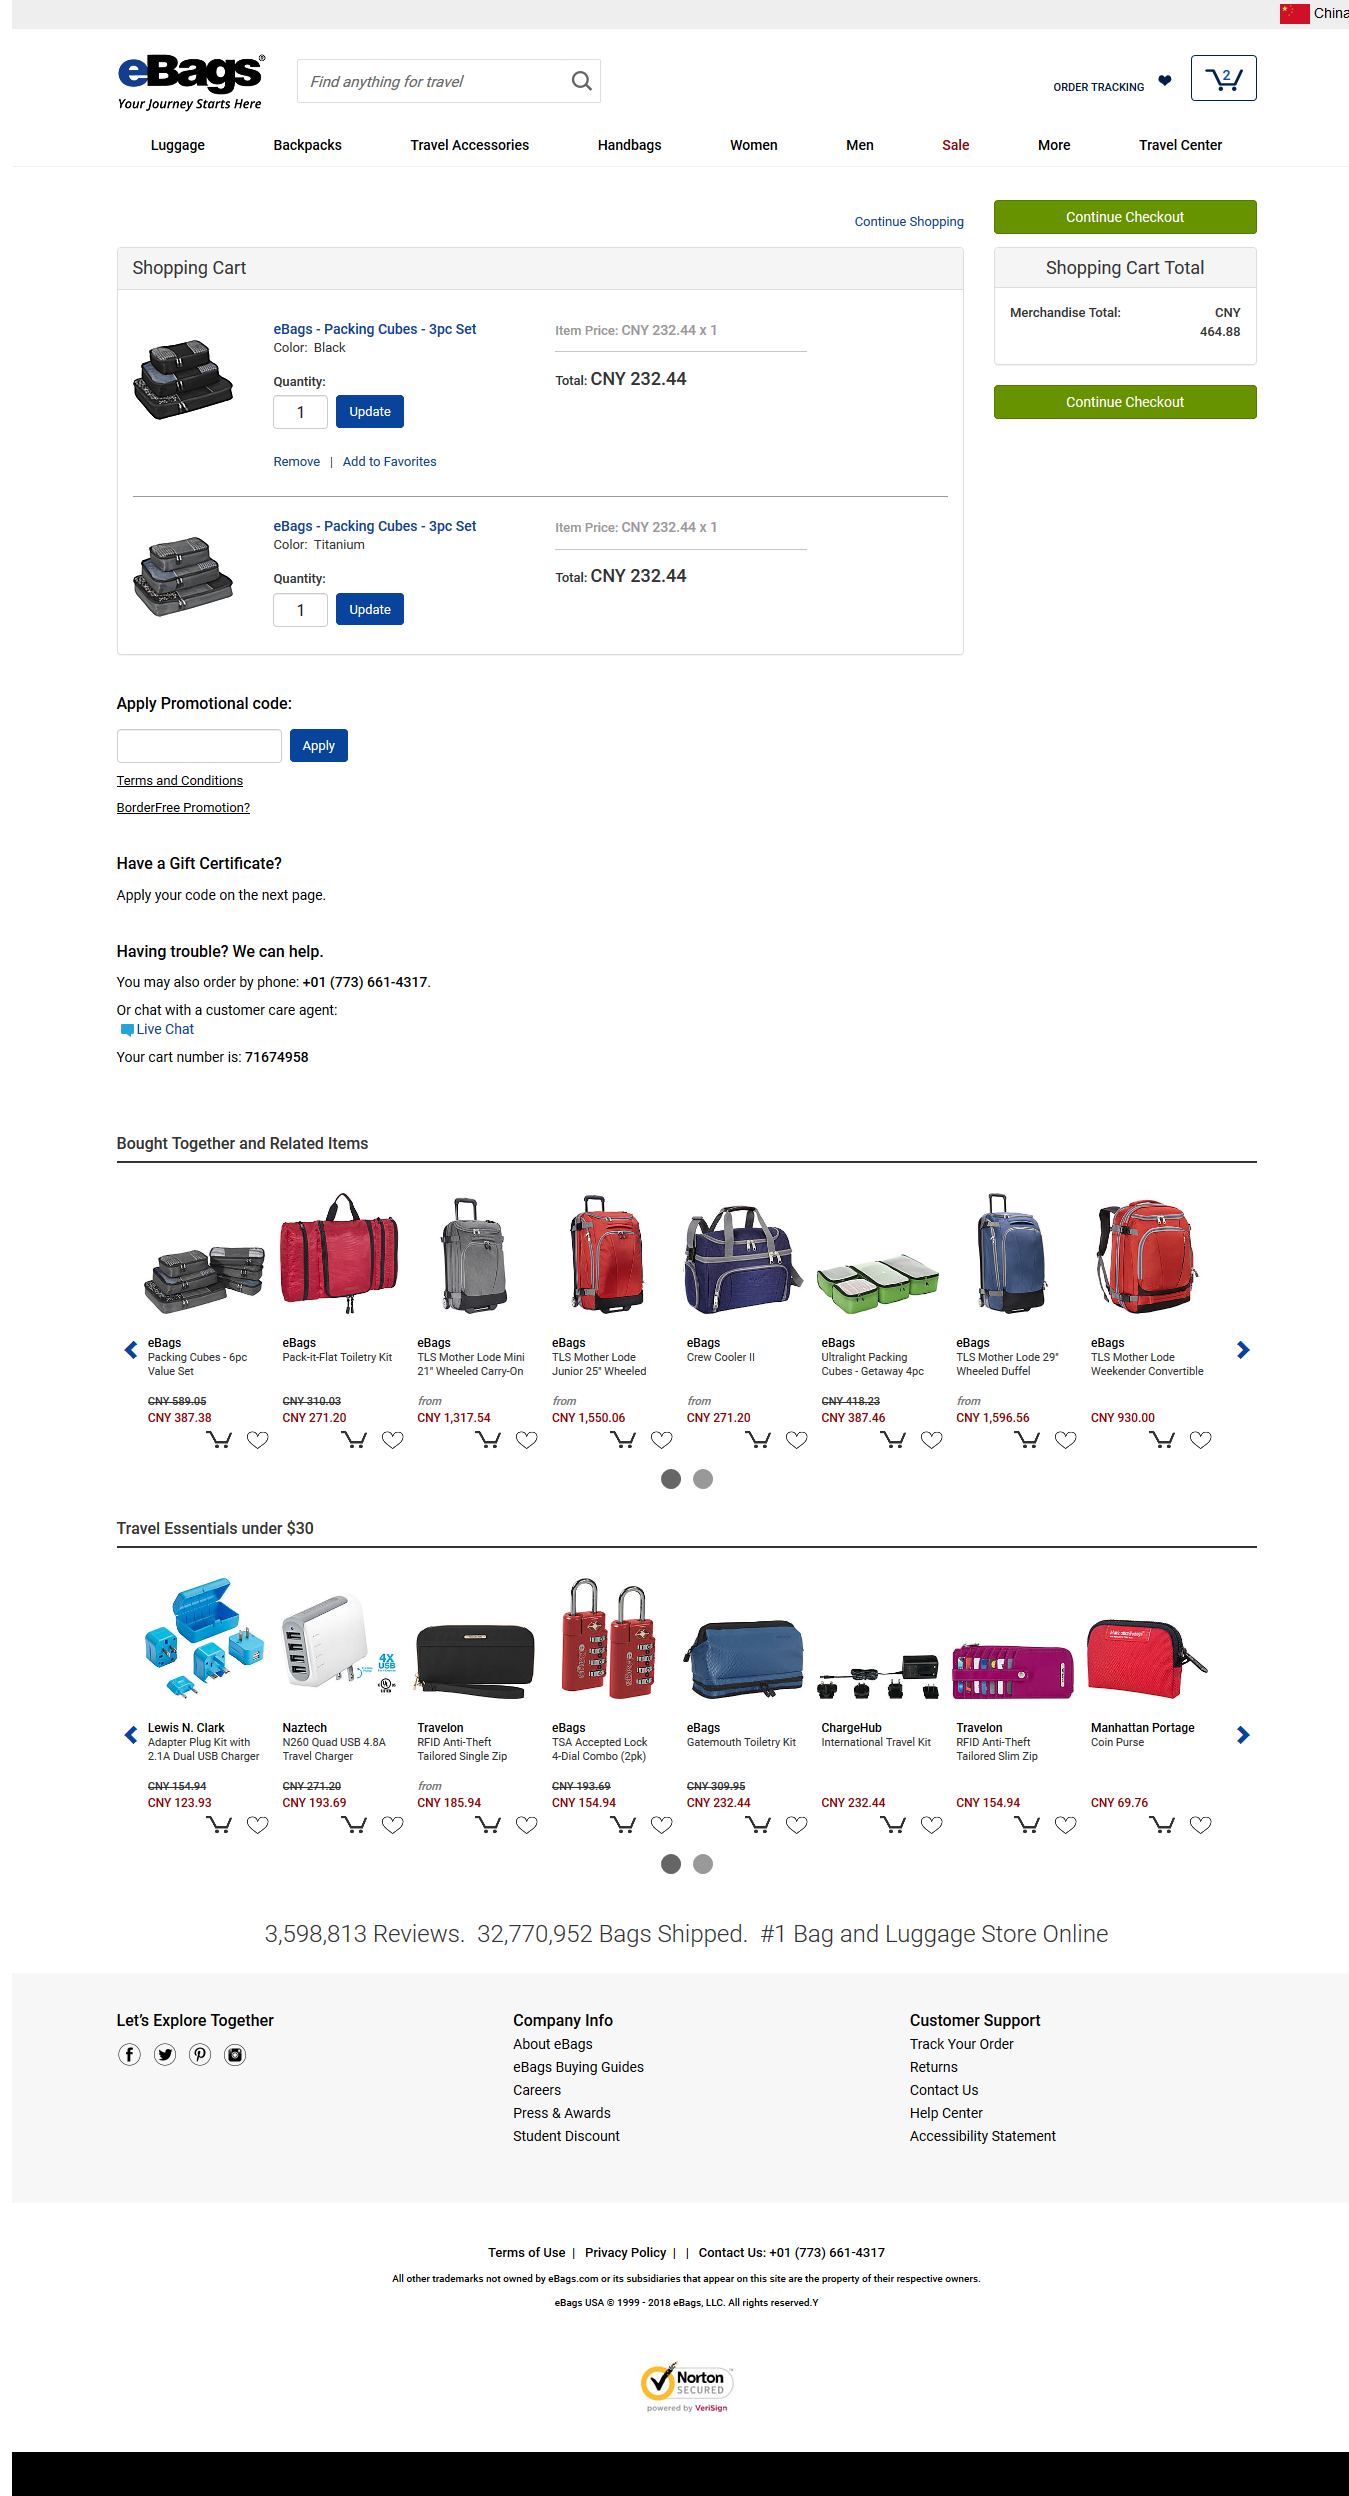 China
eBags®
Your Journey Starts Here
Find anything for travel
ORDER TRACKING
2
Luggage
Backpacks
Travel Accessories
Handbags
Women
Men
Sale
More
Travel Center
Continue Shopping
Continue Checkout
Shopping Cart
eBags - Packing Cubes - 3pc Set
Color: Black
Quantity:
1
Update
Remove | Add to Favorites
Item Price: CNY 232.44 x 1
Total: CNY 232.44
eBags - Packing Cubes - 3pc Set
Color: Titanium
Quantity:
1
Update
Item Price: CNY 232.44 x 1
Total: CNY 232.44
Shopping Cart Total
Merchandise Total:
CNY
464.88
Continue Checkout
Apply Promotional code:
Apply
Terms and Conditions
BorderFree Promotion?
Have a Gift Certificate?
Apply your code on the next page.
Having trouble? We can help.
You may also order by phone: +01 (773) 661-4317.
Or chat with a customer care agent:
Live Chat
Your cart number is: 71674958
Bought Together and Related Items
eBags
Packing Cubes - 6pc
Value Set
CNY 589.05
CNY 387.38
eBags
Pack-it-Flat Toiletry Kit
CNY 310.03
CNY 271.20
eBags
TLS Mother Lode Mini
21" Wheeled Carry-On
from
CNY 1,317.54
eBags
TLS Mother Lode
Junior 25" Wheeled
from
CNY 1,550.06
eBags
Crew Cooler II
from
CNY 271.20
eBags
Ultralight Packing
Cubes - Getaway 4pc
CNY 418.23
CNY 387.46
eBags
TLS Mother Lode 29"
Wheeled Duffel
from
CNY 1,596.56
eBags
TLS Mother Lode
Weekender Convertible
CNY 930.00
Travel Essentials under $30
4X
USB
eBags
eBags
Lewis N. Clark
Adapter Plug Kit with
2.1A Dual USB Charger
CNY 154.94
CNY 123.93
Naztech
N260 Quad USB 4.8A
Travel Charger
CNY 271.20
CNY 193.69
Travelon
RFID Anti-Theft
Tailored Single Zip
from
CNY 185.94
eBags
TSA Accepted Lock
4-Dial Combo (2pk)
CNY 193.69
CNY 154.94
eBags
Gatemouth Toiletry Kit
CNY 309.95
CNY 232.44
ChargeHub
International Travel Kit
CNY 232.44
Travelon
RFID Anti-Theft
Tailored Slim Zip
CNY 154.94
Manhattan Portage
Coin Purse
CNY 69.76
3,598,813 Reviews. 32,770,952 Bags Shipped. #1 Bag and Luggage Store Online
Let's Explore Together
Company Info
About eBags
eBags Buying Guides
Careers
Press & Awards
Student Discount
Customer Support
Track Your Order
Returns
Contact Us
Help Center
Accessibility Statement
Terms of Use | Privacy Policy | | Contact Us: +01 (773) 661-4317
All other trademarks not owned by eBags.com or its subsidiaries that appear on this site are the property of their respective owners.
eBags USA © 1999 - 2018 eBags, LLC. All rights reserved.Y
Norton
SECURED
powered by VeriSign